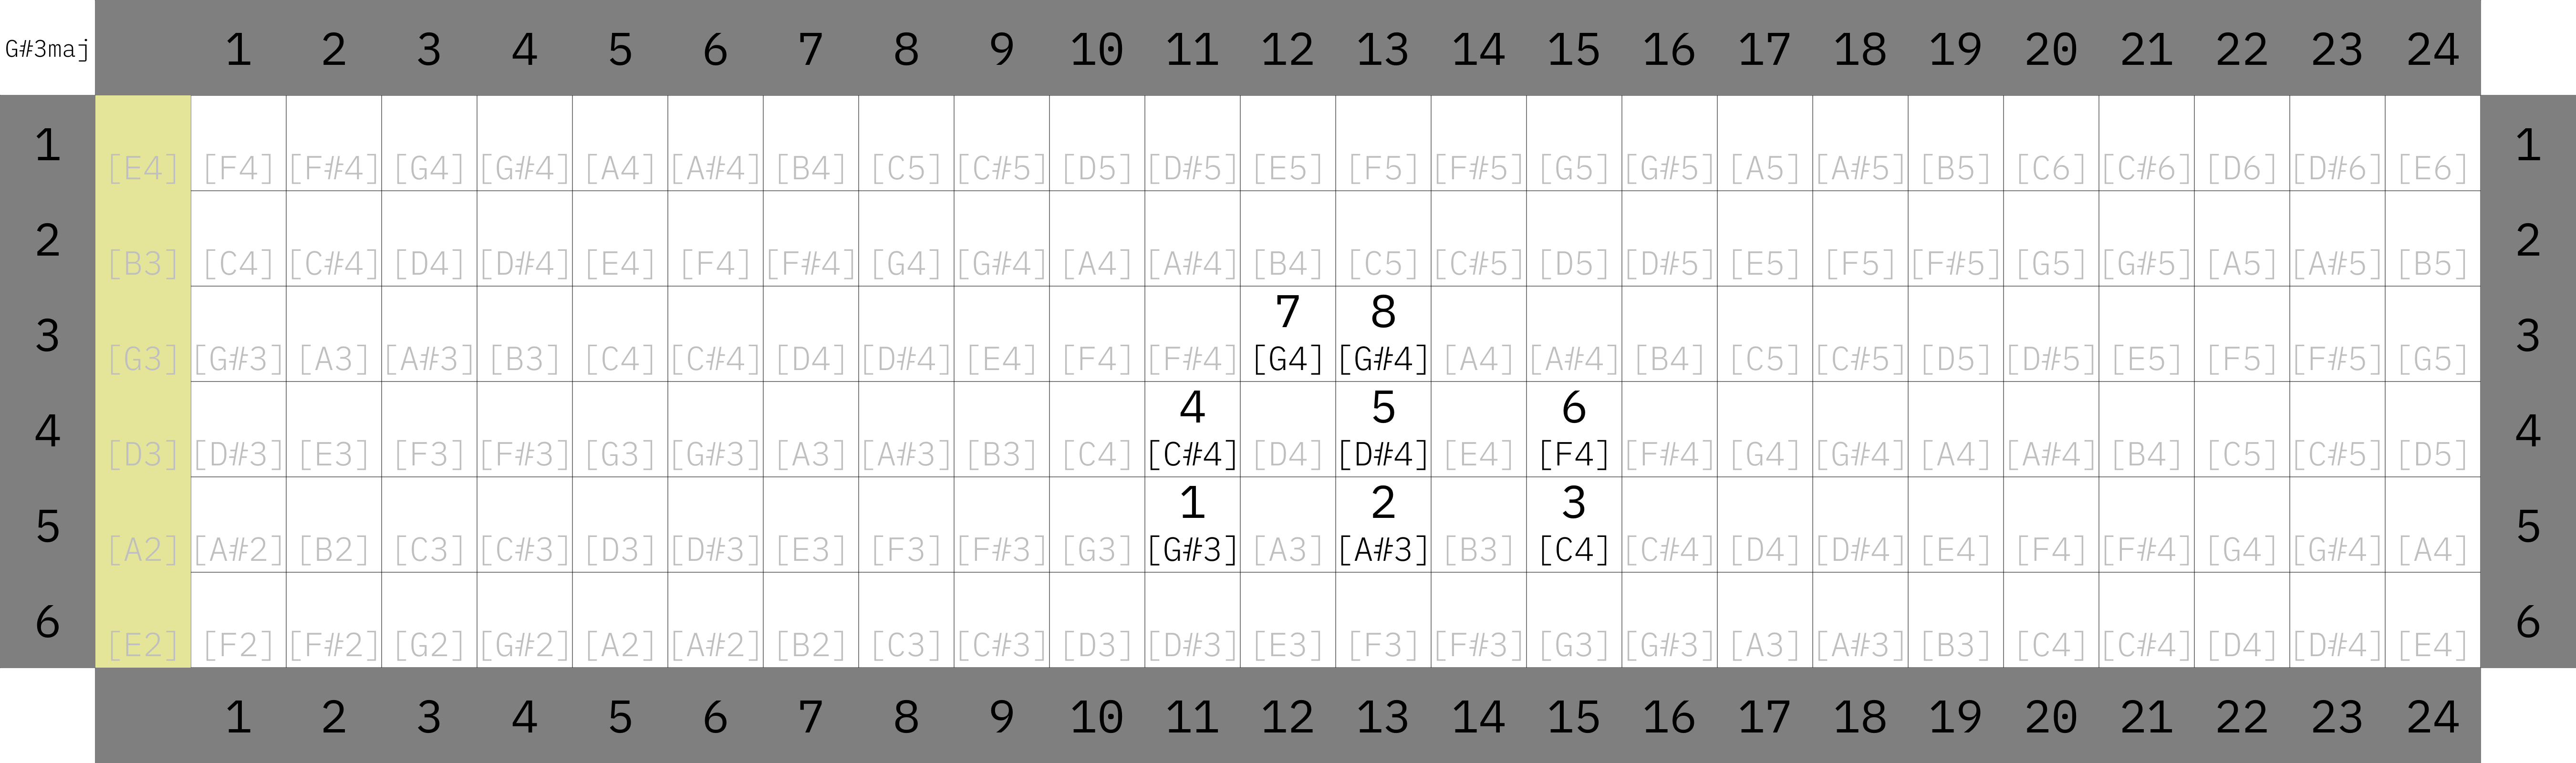 G#3maj 1 2 3 4 5 6 7 8 9 10 11 12 13 14 15 16 17 18 19 20 21 22 23 24
1 [E4] [F4] [F#4] [G4] [G#4] [A4] [A#4] [B4] [C5] [C#5] [D5] [D#5] [E5] [F5] [F#5] [G5] [G#5] [A5] [A#5] [B5] [C6] [C#6] [D6] [D#6] [E6] 1
2 [B3] [C4] [C#4] [D4] [D#4] [E4] [F4] [F#4] [G4] [G#4] [A4] [A#4] [B4] [C5] [C#5] [D5] [D#5] [E5] [F5] [F#5] [G5] [G#5] [A5] [A#5] [B5] 2
7 8
3 [G3] [G#3] [A3] [A#3] [B3] [C4] [C#4] [D4] [D#4] [E4] [F4] [F#4] [G4] [G#4] [A4] [A#4] [B4] [C5] [C#5] [D5] [D#5] [E5] [F5] [F#5] [G5] 3
4 5 6
4 [D3] [D#3] [E3] [F3] [F#3] [G3] [G#3] [A3] [A#3] [B3] [C4] [C#4] [D4] [D#4] [E4] [F4] [F#4] [G4] [G#4] [A4] [A#4] [B4] [C5] [C#5] [D5] 4
1 2 3
5 [A2] [A#2] [B2] [C3] [C#3] [D3] [D#3] [E3] [F3] [F#3] [G3] [G#3] [A3] [A#3] [B3] [C4] [C#4] [D4] [D#4] [E4] [F4] [F#4] [G4] [G#4] [A4] 5
6 [E2] [F2] [F#2] [G2] [G#2] [A2] [A#2] [B2] [C3] [C#3] [D3] [D#3] [E3] [F3] [F#3] [G3] [G#3] [A3] [A#3] [B3] [C4] [C#4] [D4] [D#4] [E4] 6
1 2 3 4 5 6 7 8 9 10 11 12 13 14 15 16 17 18 19 20 21 22 23 24